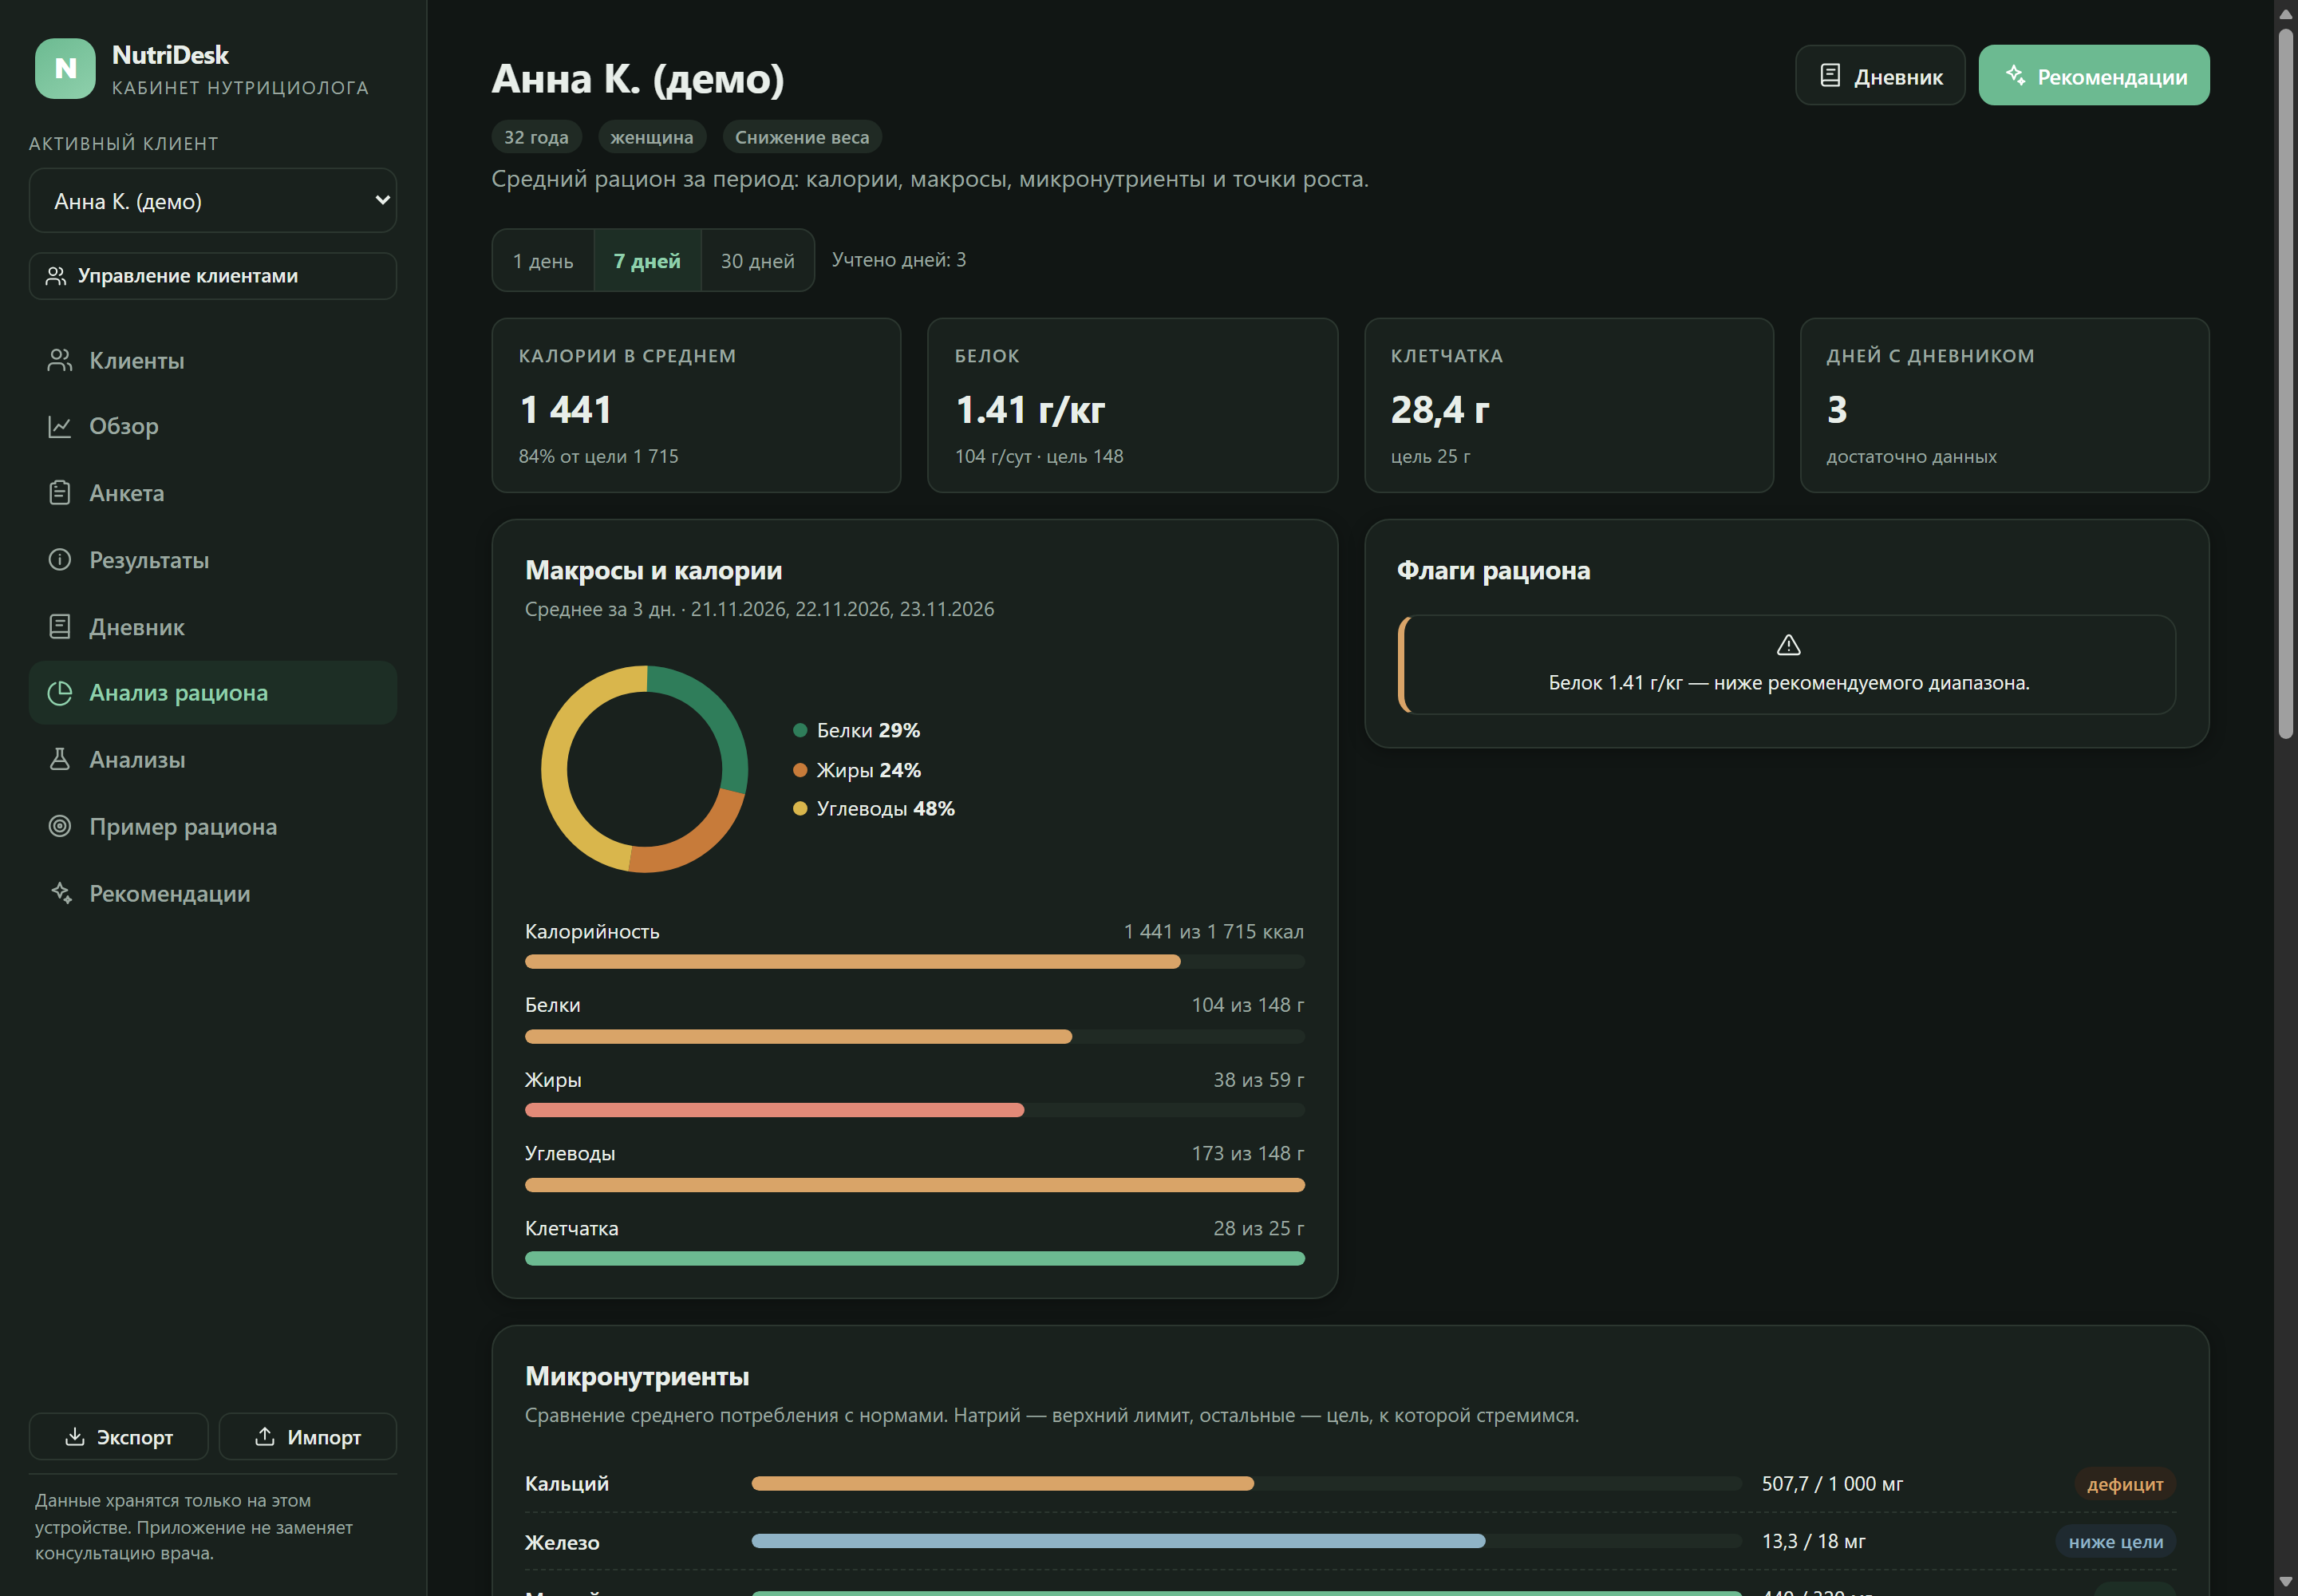 N
NutriDesk
КАБИНЕТ НУТРИЦИОЛОГА
АКТИВНЫЙ КЛИЕНТ
Анна К. (демо)
Управление клиентами
Клиенты
Обзор
Анкета
Результаты
Дневник
Анализ рациона
Анализы
Пример рациона
Рекомендации
Экспорт
Импорт
Данные хранятся только на этом
устройстве. Приложение не заменяет
консультацию врача.
Анна К. (демо)
Дневник
Рекомендации
32 года
женщина
Снижение веса
Средний рацион за период: калории, макросы, микронутриенты и точки роста.
1 день
7 дней
30 дней
Учтено дней: 3
КАЛОРИИ В СРЕДНЕМ
1 441
84% от цели 1 715
БЕЛОК
1.41 г/кг
104 г/сут · цель 148
КЛЕТЧАТКА
28,4 г
цель 25 г
ДНЕЙ С ДНЕВНИКОМ
3
достаточно данных
Макросы и калории
Среднее за 3 дн. · 21.11.2026, 22.11.2026, 23.11.2026
Белки 29%
Жиры 24%
Углеводы 48%
Калорийность 1 441 из 1 715 ккал
Белки 104 из 148 г
Жиры 38 из 59 г
Углеводы 173 из 148 г
Клетчатка 28 из 25 г
Флаги рациона
Белок 1.41 г/кг — ниже рекомендуемого диапазона.
Микронутриенты
Сравнение среднего потребления с нормами. Натрий — верхний лимит, остальные — цель, к которой стремимся.
Кальций 507,7 / 1 000 мг дефицит
Железо 13,3 / 18 мг ниже цели